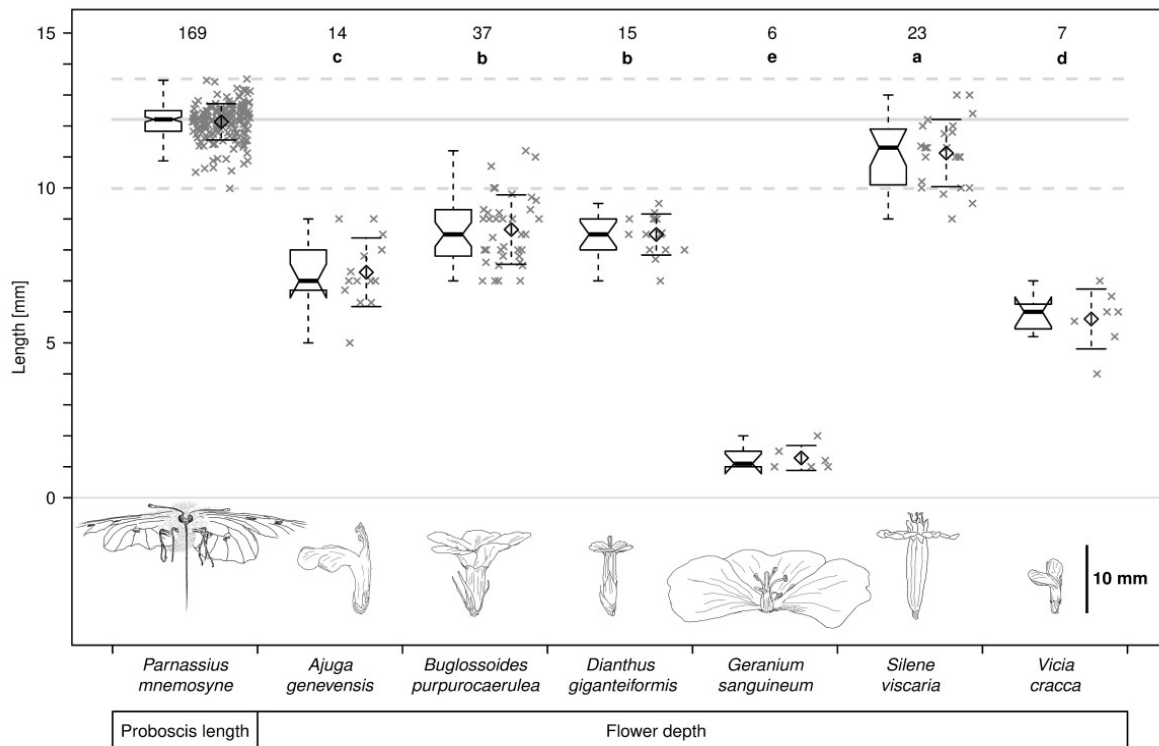 15
169
14
37
15
6
23
7
c
b
b
e
a
d
10
5
0
Length [mm]
10 mm
Parnassius
mnemosyne
Ajuga
genevensis
Buglossoides
purpurocaerulea
Dianthus
giganteiformis
Geranium
sanguineum
Silene
viscaria
Vicia
cracca
Proboscis length
Flower depth